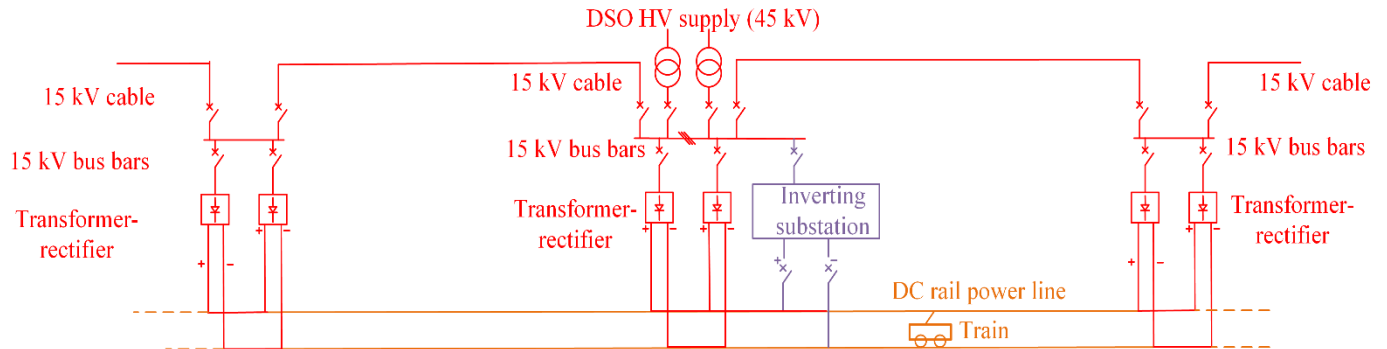 DSO HV supply (45 kV)
15 kV cable
15 kV cable
15 kV cable
15 kV bus bars
15 kV bus bars
15 kV bus bars
Transformer-
rectifier
Transformer-
rectifier
Inverting
substation
Transformer-
rectifier
+ −
+ −
+ −
+ −
+ −
+ −
DC rail power line
Train